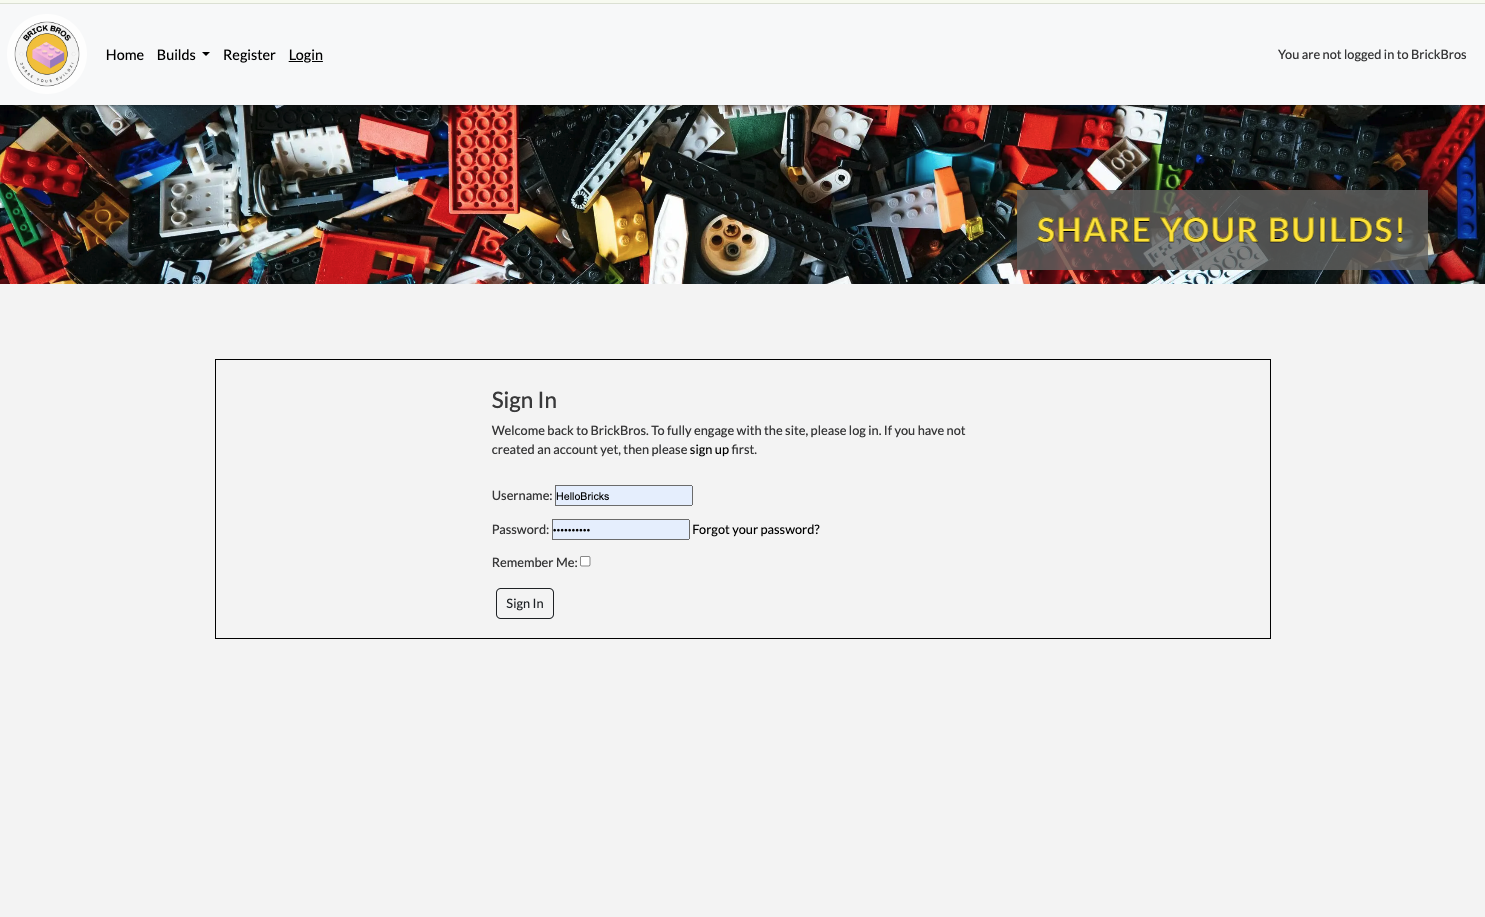 BRICK BROS
SHARE YOUR BUILDS!
Home Builds Register Login
You are not logged in to BrickBros
SHARE YOUR BUILDS!
Sign In
Welcome back to BrickBros. To fully engage with the site, please log in. If you have not
created an account yet, then please sign up first.
Username: HelloBricks
Password: •••••••••• Forgot your password?
Remember Me:
Sign In